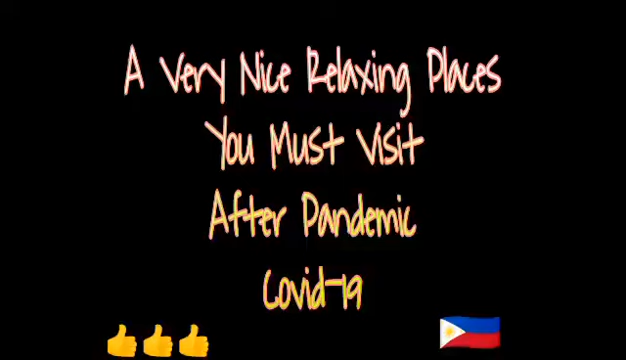 A Very Nice Relaxing Places
You Must Visit
After Pandemic
Covid-19